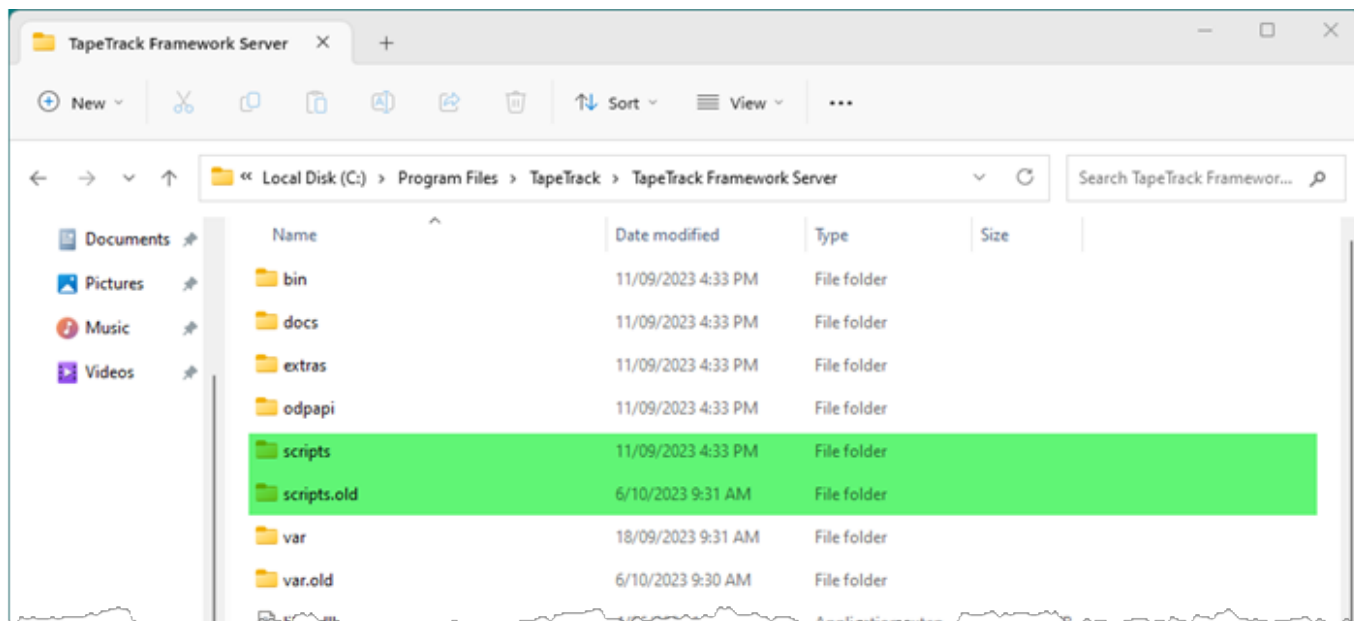 TapeTrack Framework Server
New Sort View
« Local Disk (C:) > Program Files > TapeTrack > TapeTrack Framework Server Search TapeTrack Framewor...
Documents
Pictures
Music
Videos
Name Date modified Type Size
bin 11/09/2023 4:33 PM File folder
docs 11/09/2023 4:33 PM File folder
extras 11/09/2023 4:33 PM File folder
odpapi 11/09/2023 4:33 PM File folder
scripts 11/09/2023 4:33 PM File folder
scripts.old 6/10/2023 9:31 AM File folder
var 18/09/2023 9:31 AM File folder
var.old 6/10/2023 9:30 AM File folder